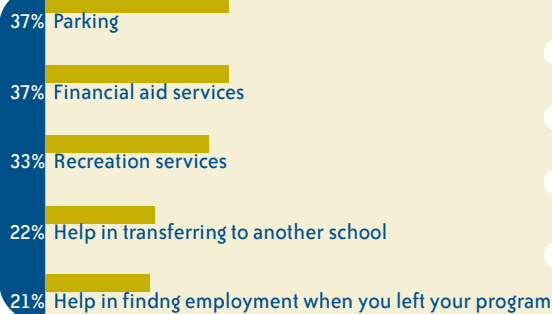 37% Parking
37% Financial aid services
33% Recreation services
22% Help in transferring to another school
21% Help in findng employment when you left your program